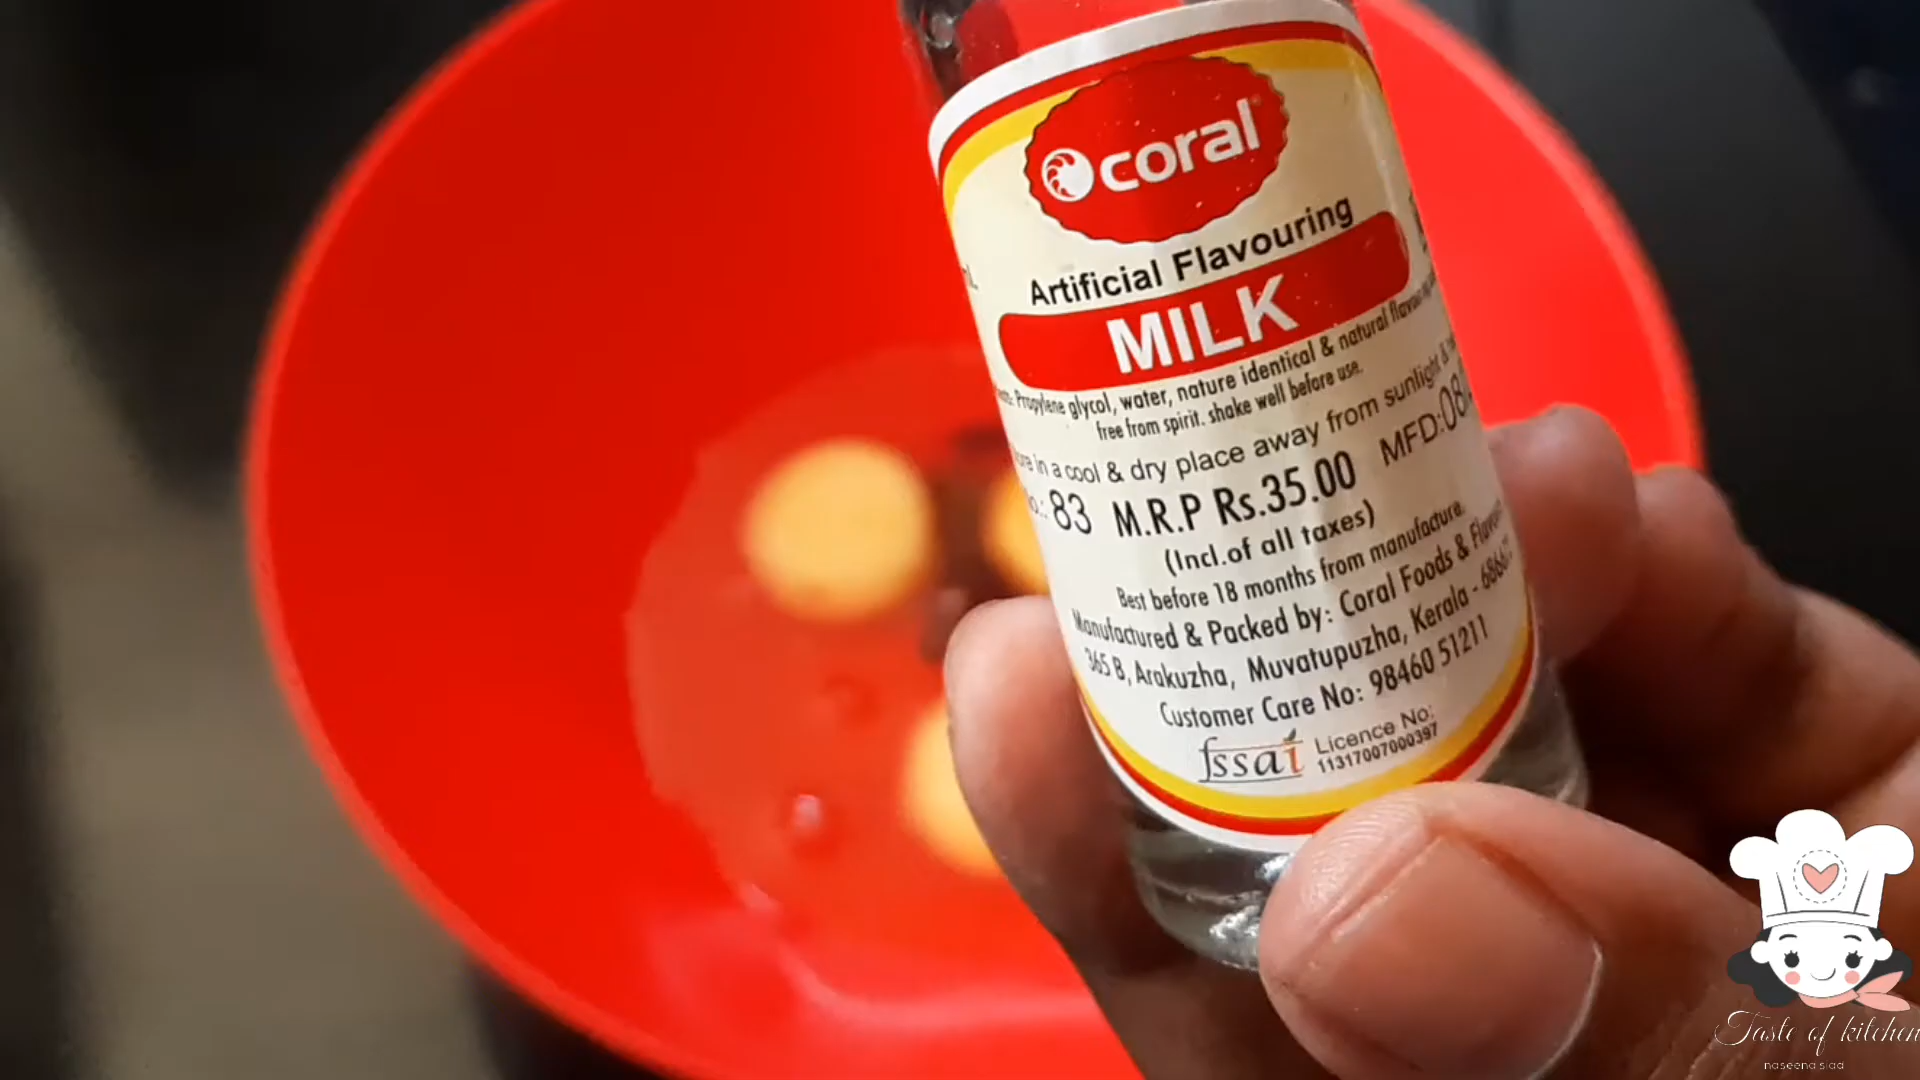 coral
Artificial Flavouring
MILK
Propylene glycol, water, nature identical & natural
free from spirit. shake well before use.
in a cool & dry place away from sunlight &
83 M.R.P Rs.35.00 MFD:08
(Incl.of all taxes)
Best before 18 months from manufacture.
Manufactured & Packed by: Coral Foods &
365 B, Arakuzha, Muvatupuzha, Kerala -
Customer Care No: 98460 51211
fssai Licence No:
11317007000397
Taste of kitchen
naseena siaa